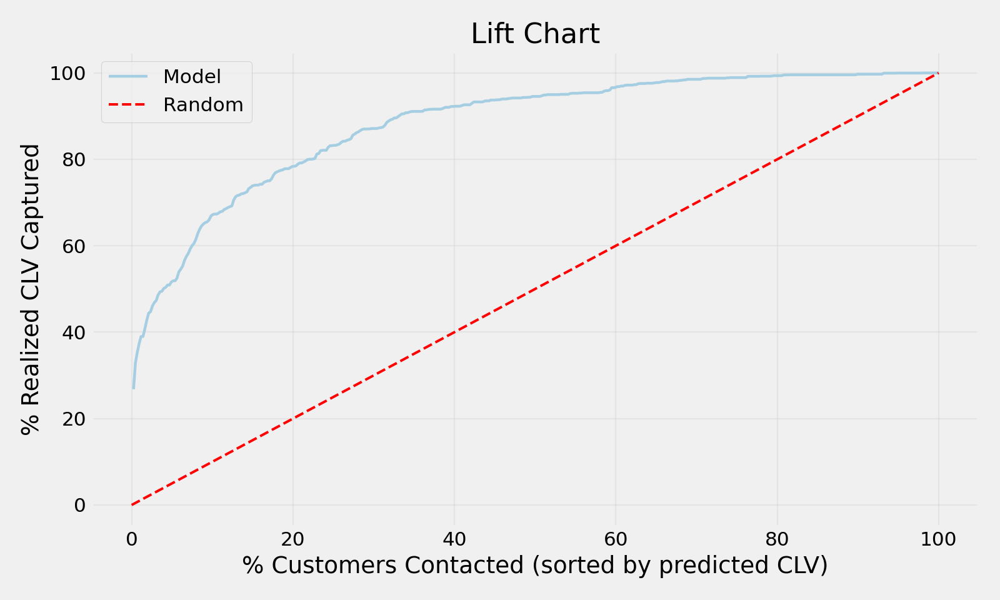 Lift Chart
Model
Random
% Realized CLV Captured
100
80
60
40
20
0
0 20 40 60 80 100
% Customers Contacted (sorted by predicted CLV)